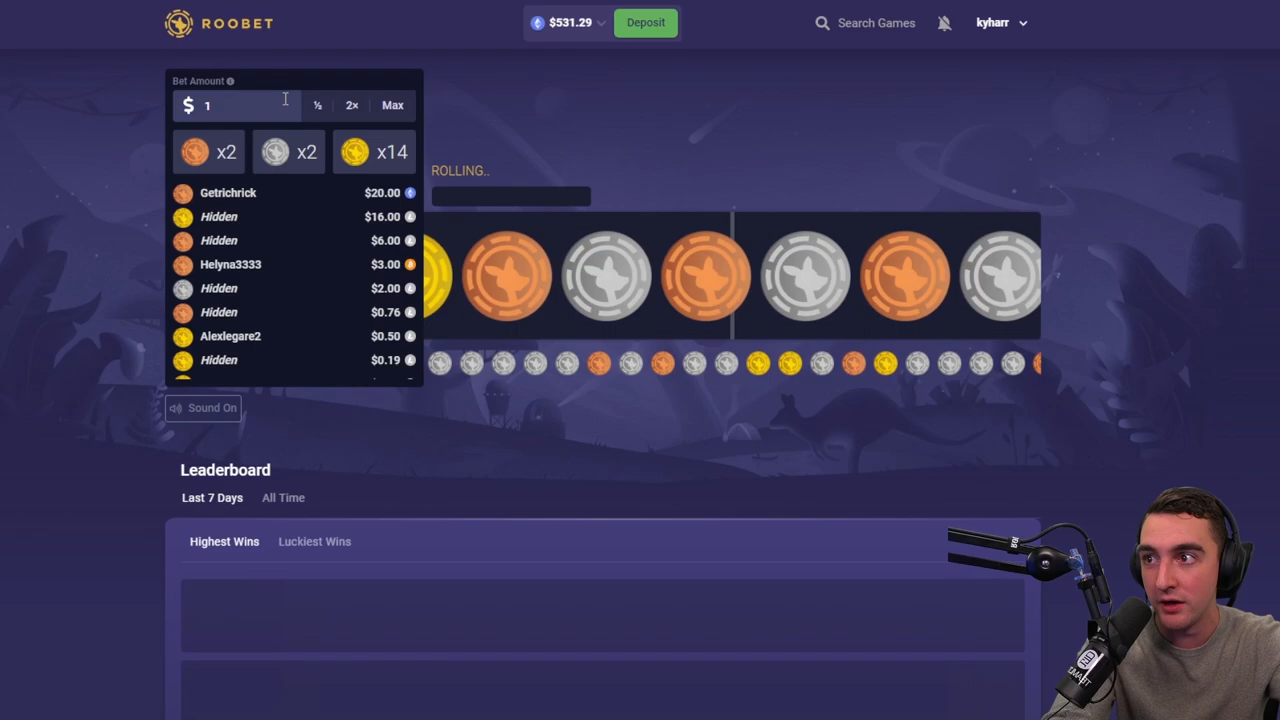 ROOBET
$531.29
Deposit
Search Games
kyharr
Bet Amount
$ 1
½ 2× Max
x2 x2 x14
Getrichrick $20.00
Hidden $16.00
Hidden $6.00
Helyna3333 $3.00
Hidden $2.00
Hidden $0.76
Alexlegare2 $0.50
Hidden $0.19
ROLLING..
Sound On
Leaderboard
Last 7 Days All Time
Highest Wins Luckiest Wins